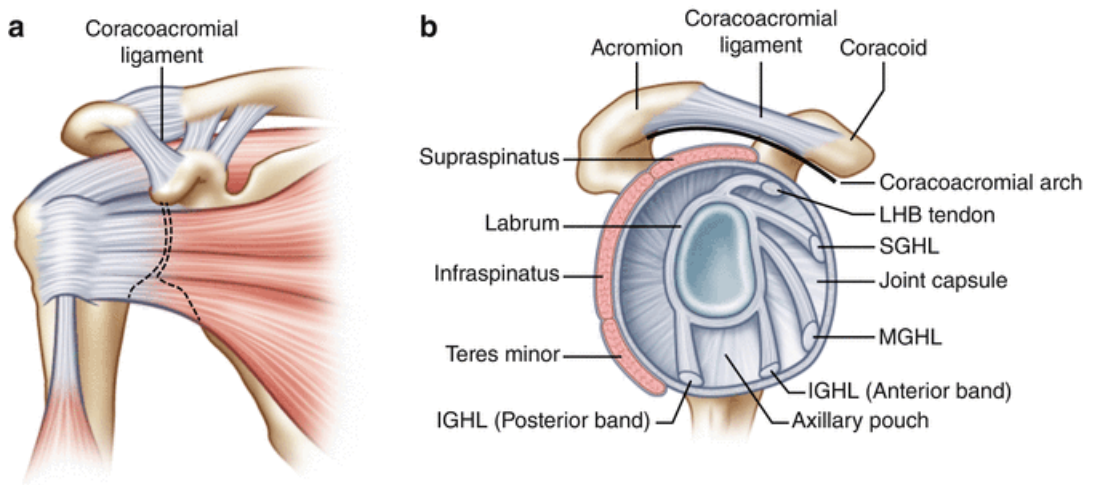 a
Coracoacromial
ligament
b
Acromion
Coracoacromial
ligament
Coracoid
Supraspinatus
Coracoacromial arch
LHB tendon
Labrum
SGHL
Infraspinatus
Joint capsule
MGHL
Teres minor
IGHL (Anterior band)
IGHL (Posterior band)
Axillary pouch